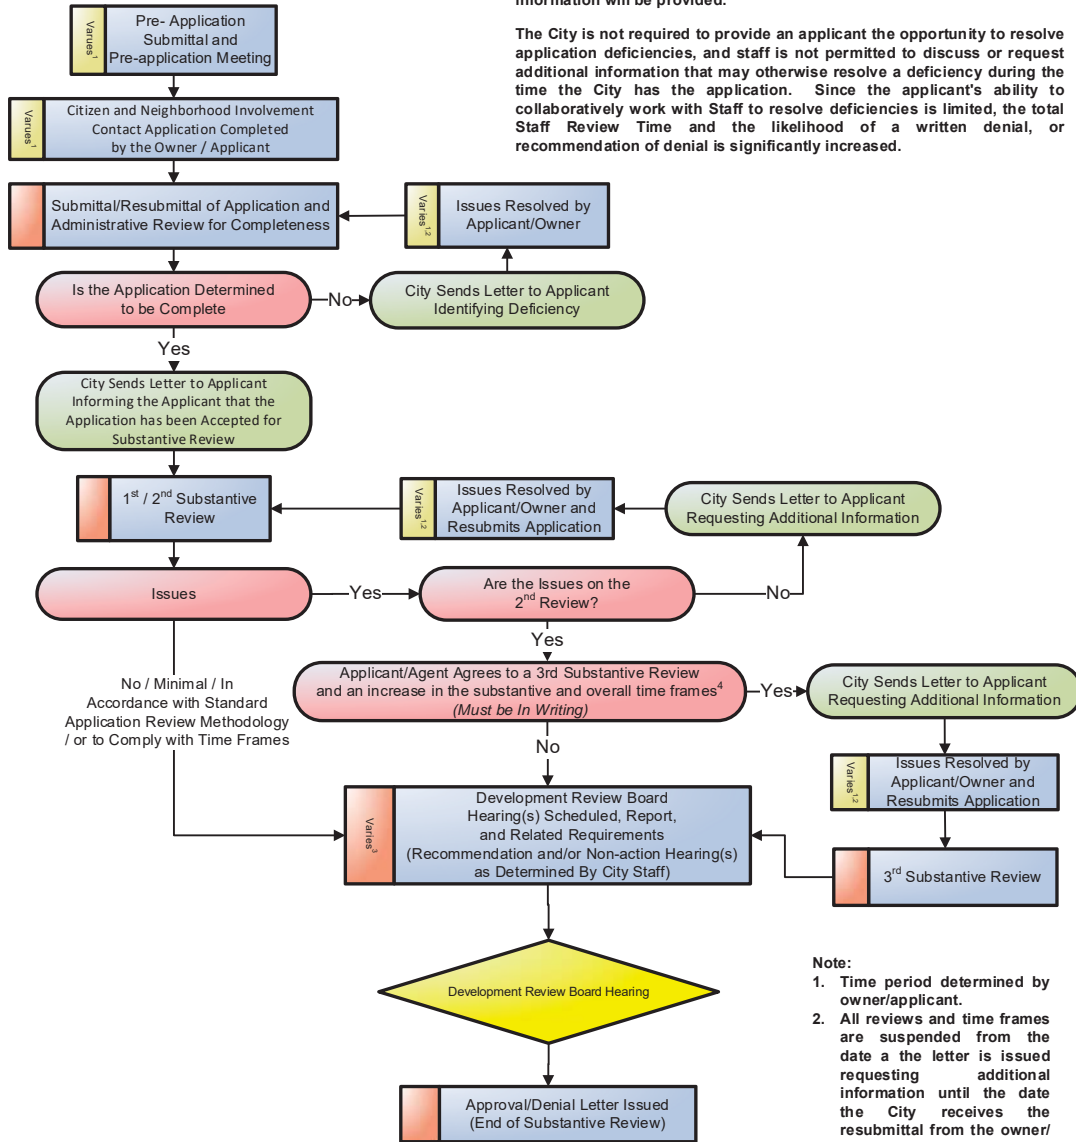 information will be provided.
The City is not required to provide an applicant the opportunity to resolve
application deficiencies, and staff is not permitted to discuss or request
additional information that may otherwise resolve a deficiency during the
time the City has the application. Since the applicant's ability to
collaboratively work with Staff to resolve deficiencies is limited, the total
Staff Review Time and the likelihood of a written denial, or
recommendation of denial is significantly increased.
Varues1
Pre- Application
Submittal and
Pre-application Meeting
Varues1
Citizen and Neighborhood Involvement
Contact Application Completed
by the Owner / Applicant
Submittal/Resubmittal of Application and
Administrative Review for Completeness
Varies1,2
Issues Resolved by
Applicant/Owner
Is the Application Determined
to be Complete
No
City Sends Letter to Applicant
Identifying Deficiency
Yes
City Sends Letter to Applicant
Informing the Applicant that the
Application has been Accepted for
Substantive Review
1st / 2nd Substantive
Review
Varies1,2
Issues Resolved by
Applicant/Owner and
Resubmits Application
City Sends Letter to Applicant
Requesting Additional Information
Issues
Yes
Are the Issues on the
2nd Review?
No
Yes
No / Minimal / In
Accordance with Standard
Application Review Methodology
/ or to Comply with Time Frames
Applicant/Agent Agrees to a 3rd Substantive Review
and an increase in the substantive and overall time frames4
(Must be In Writing)
Yes
City Sends Letter to Applicant
Requesting Additional Information
No
Varies1,2
Issues Resolved by
Applicant/Owner and
Resubmits Application
Varies3
Development Review Board
Hearing(s) Scheduled, Report,
and Related Requirements
(Recommendation and/or Non-action Hearing(s)
as Determined By City Staff)
3rd Substantive Review
Development Review Board Hearing
Approval/Denial Letter Issued
(End of Substantive Review)
Note:
1. Time period determined by
owner/applicant.
2. All reviews and time frames
are suspended from the
date a the letter is issued
requesting additional
information until the date
the City receives the
resubmittal from the owner/